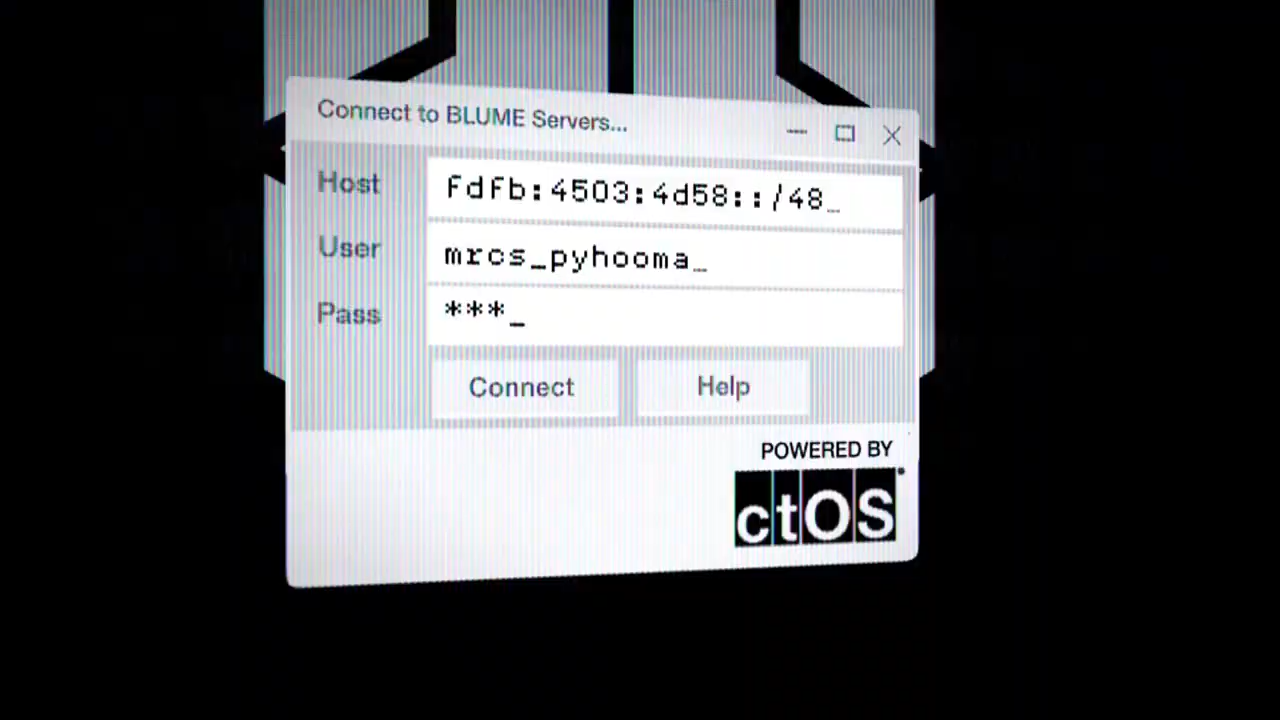 Connect to BLUME Servers...
Host fdfb:4503:4d58::/48_
User mrcs_pyhooma_
Pass ***_
Connect Help
POWERED BY
ctOS